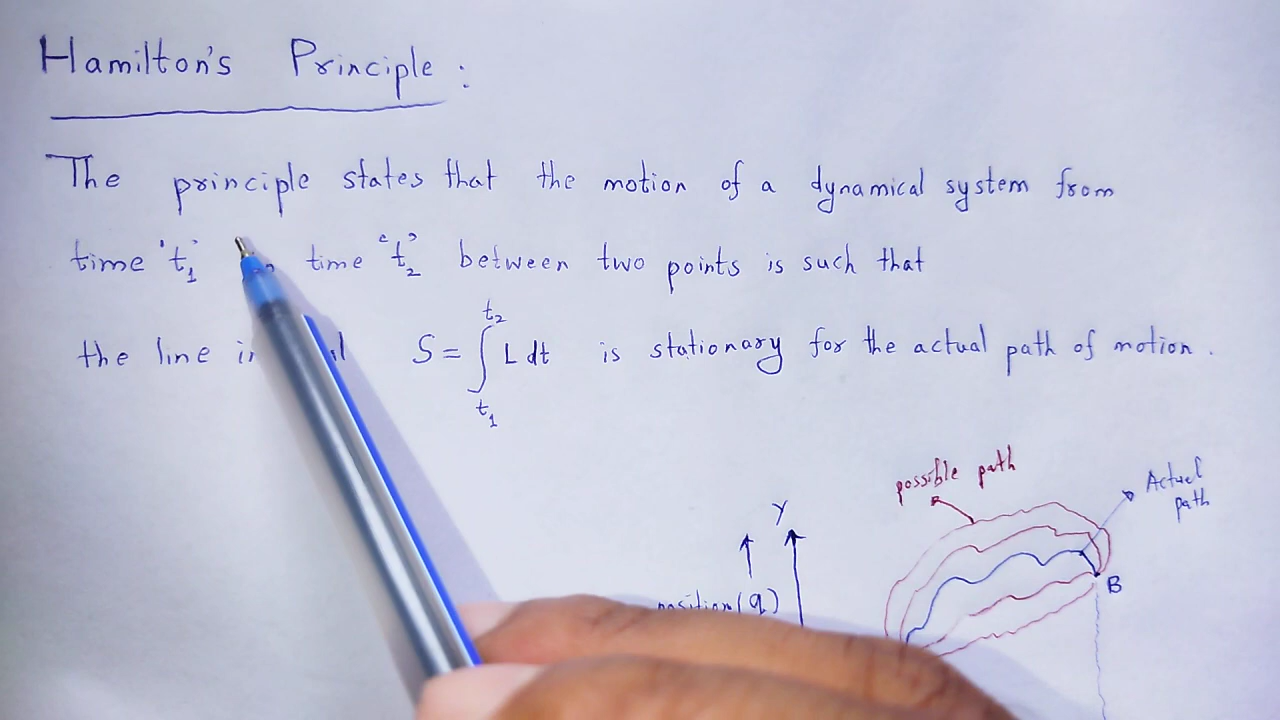 Hamilton's Principle :
The principle states that the motion of a dynamical system from
time 't₁' time 't₂' between two points is such that
the line S = ∫ₜ₁ᵗ² L dt is stationary for the actual path of motion.
possible path
Actual path
Y
position (q)
B